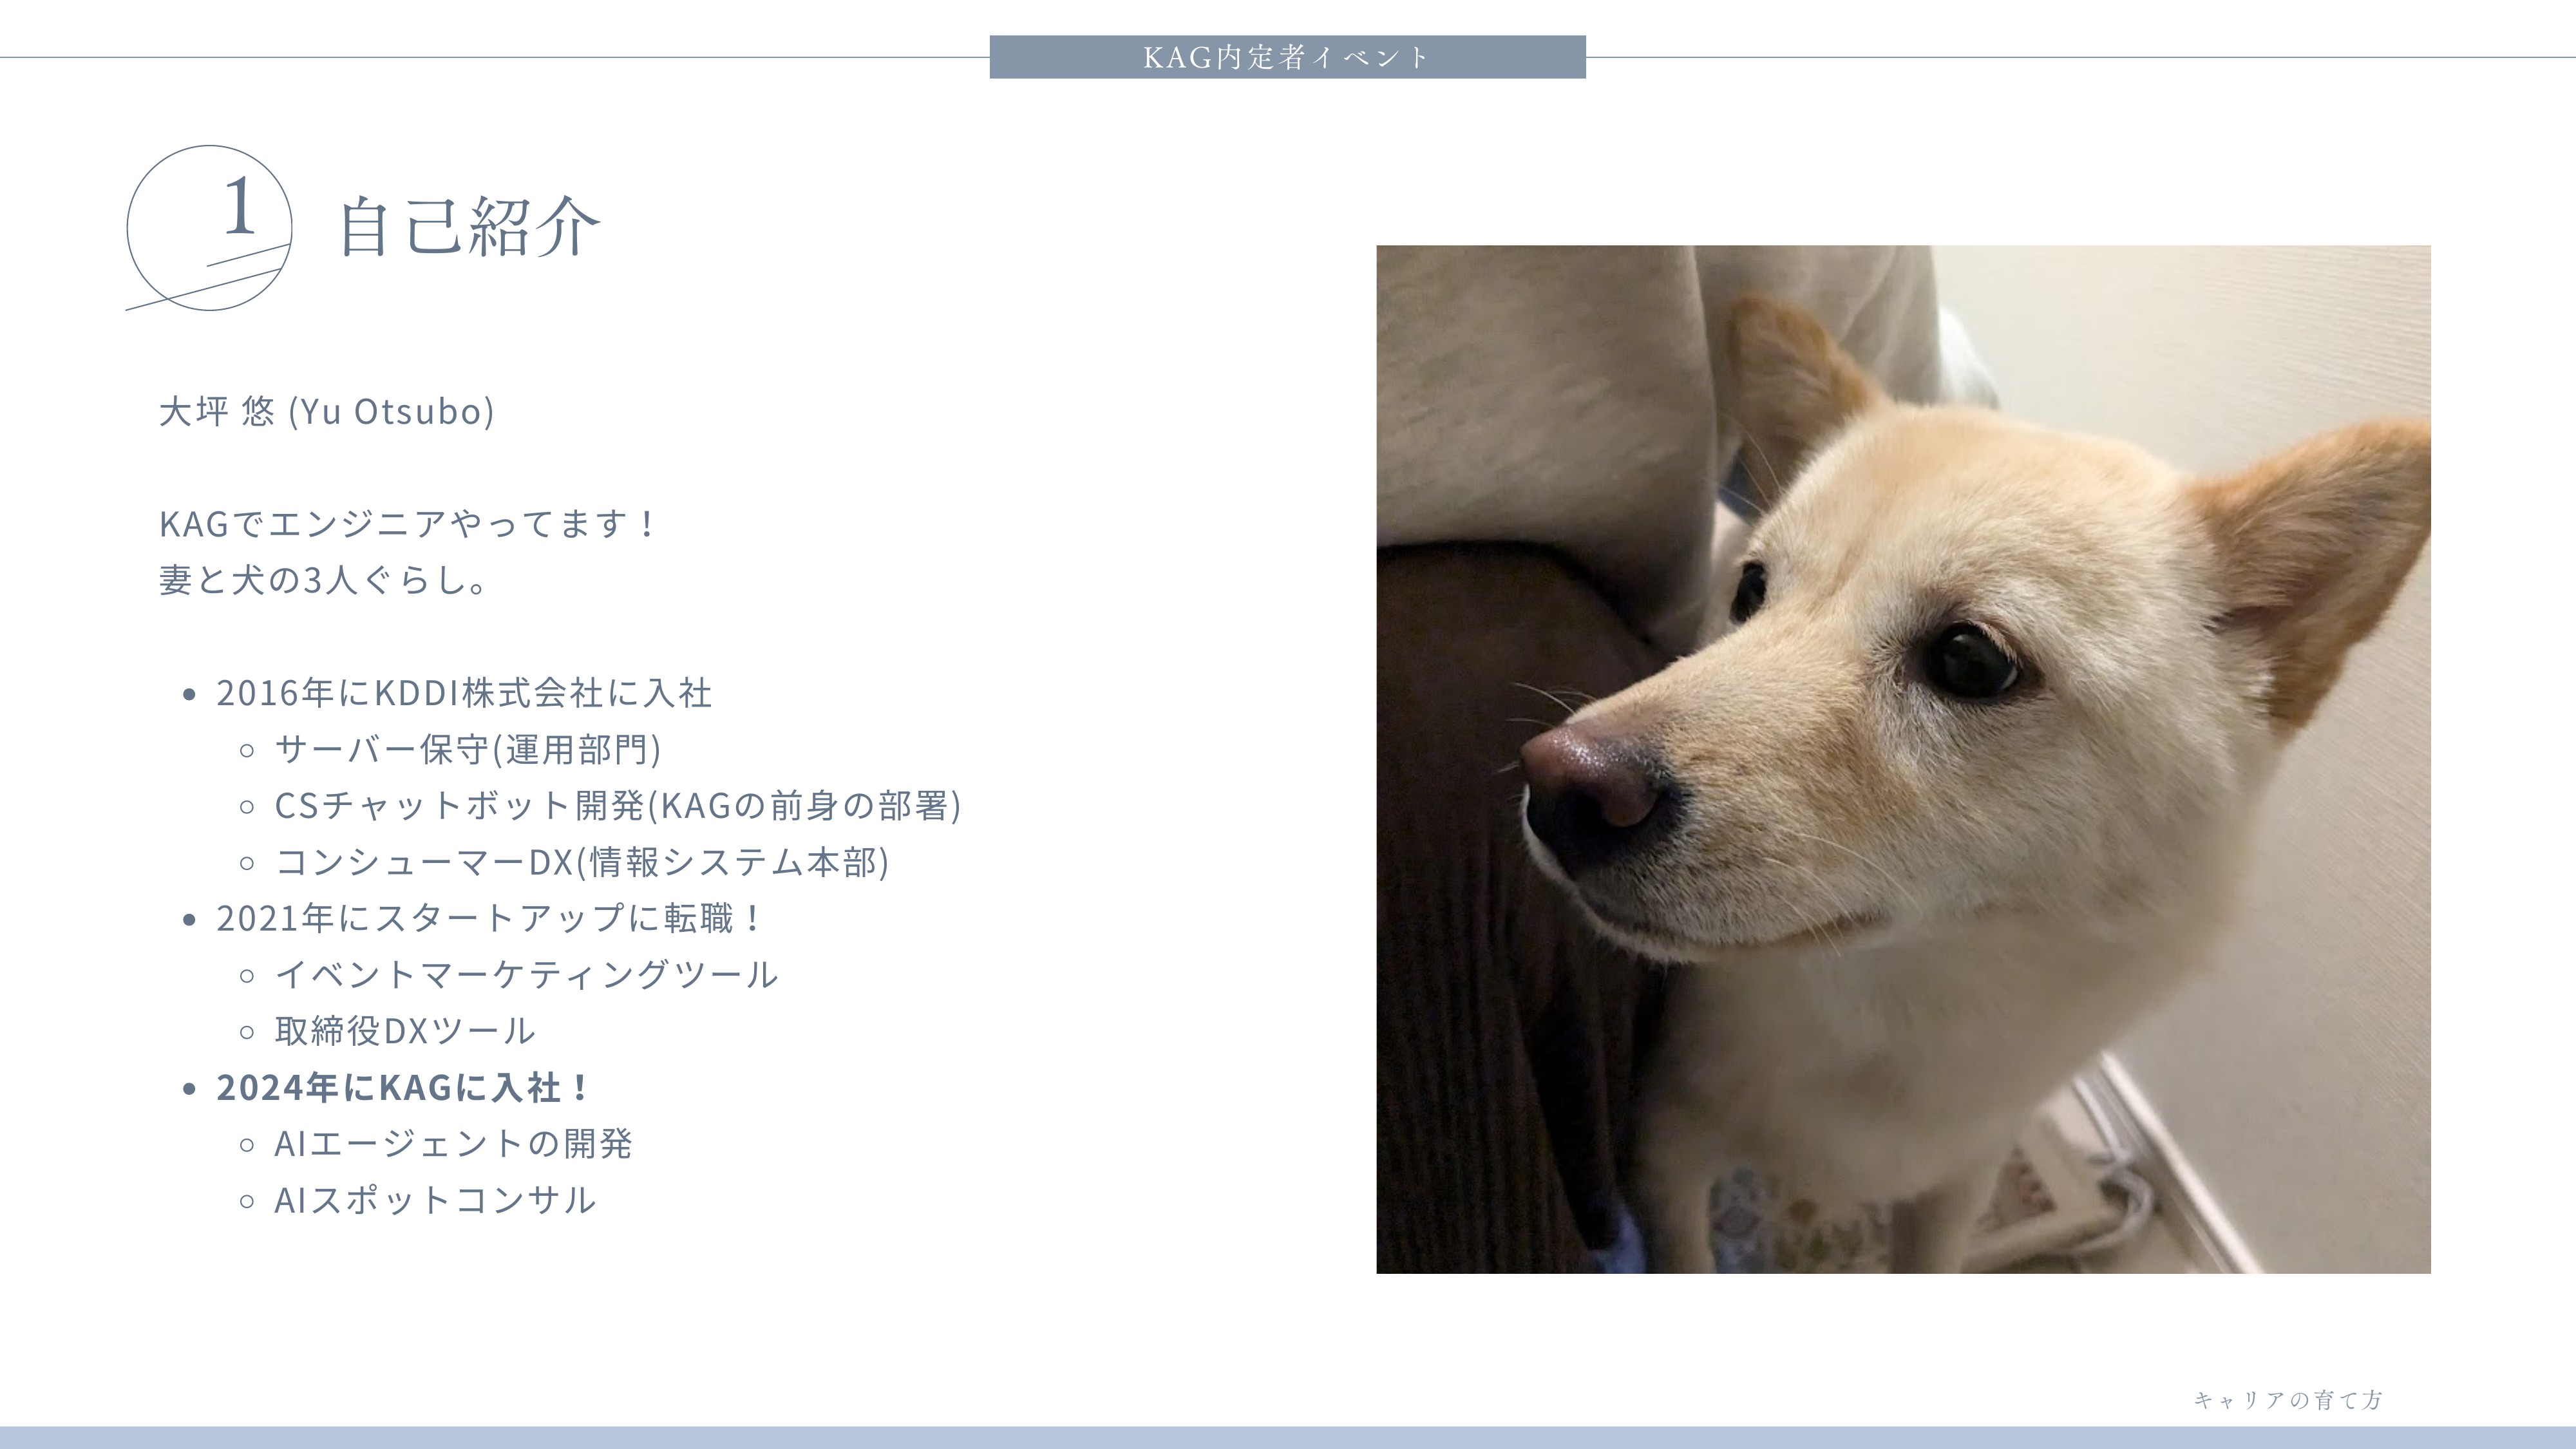 KAG内定者イベント
1
自己紹介
大坪 悠 (Yu Otsubo)
KAGでエンジニアやってます！
妻と犬の3人ぐらし。
• 2016年にKDDI株式会社に入社
○ サーバー保守(運用部門)
○ CSチャットボット開発(KAGの前身の部署)
○ コンシューマーDX(情報システム本部)
• 2021年にスタートアップに転職！
○ イベントマーケティングツール
○ 取締役DXツール
• 2024年にKAGに入社！
○ AIエージェントの開発
○ AIスポットコンサル
キャリアの育て方